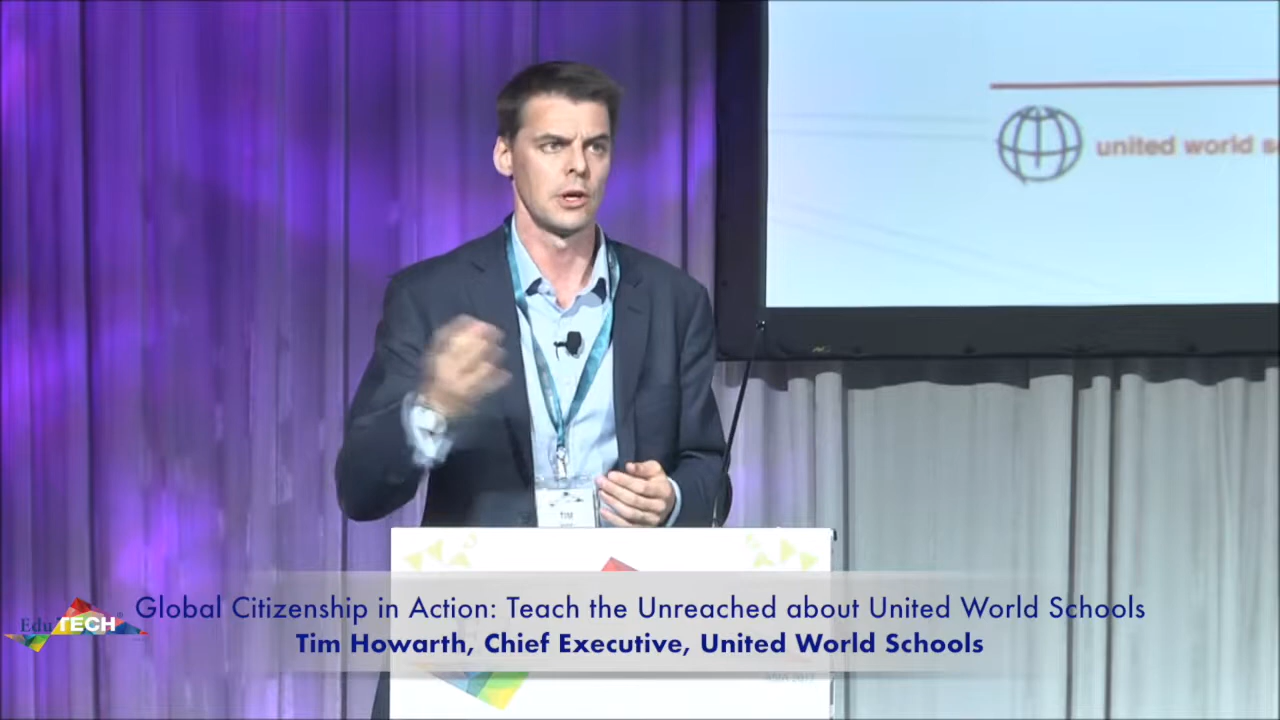 united world s
TIM
Global Citizenship in Action: Teach the Unreached about United World Schools
EduTECH®
Tim Howarth, Chief Executive, United World Schools